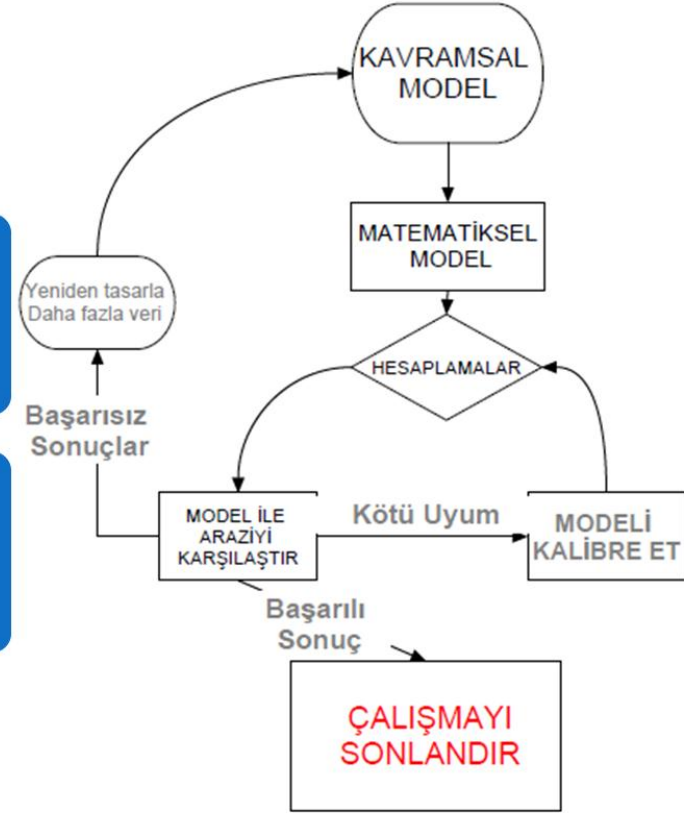 KAVRAMSAL
MODEL
MATEMATİKSEL
MODEL
Yeniden tasarla
Daha fazla veri
HESAPLAMALAR
Başarısız
Sonuçlar
MODEL İLE
ARAZİYİ
KARŞILAŞTIR
Kötü Uyum
MODELİ
KALİBRE ET
Başarılı
Sonuç
ÇALIŞMAYI
SONLANDIR